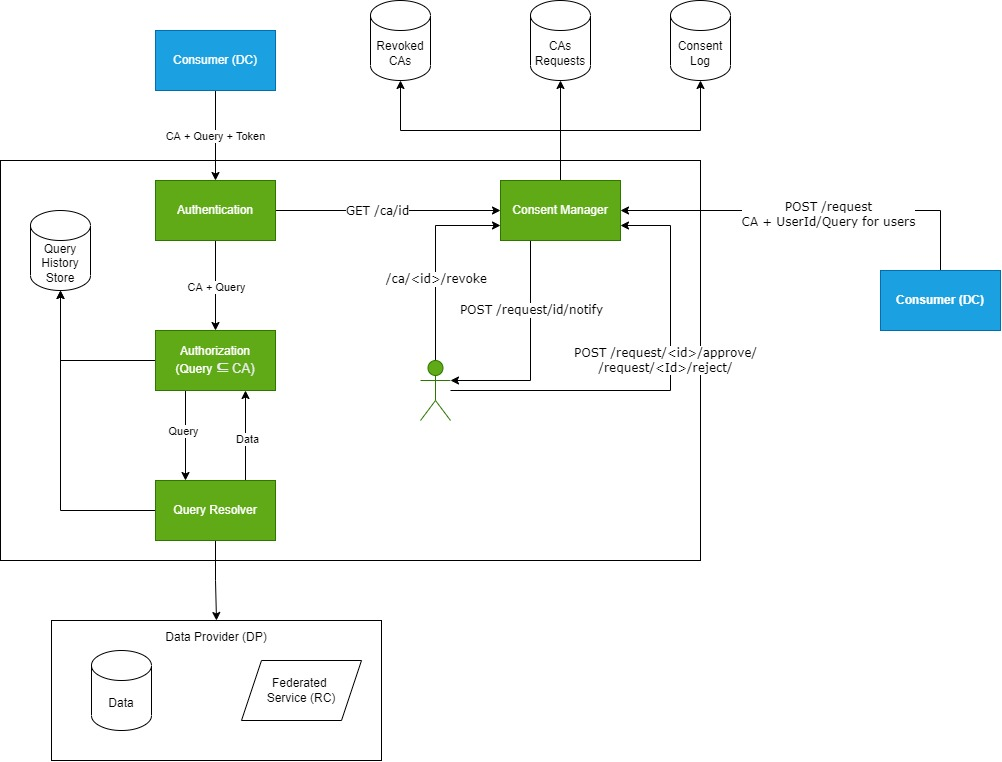 Revoked
CAs
CAs
Requests
Consent
Log
Consumer (DC)
CA + Query + Token
Authentication
GET /ca/id
Consent Manager
POST /request
CA + UserId/Query for users
Query
History
Store
/ca/<id>/revoke
CA + Query
POST /request/id/notify
Consumer (DC)
Authorization
(Query ⊆ CA)
POST /request/<id>/approve/
/request/<Id>/reject/
Query
Data
Query Resolver
Data Provider (DP)
Data
Federated
Service (RC)